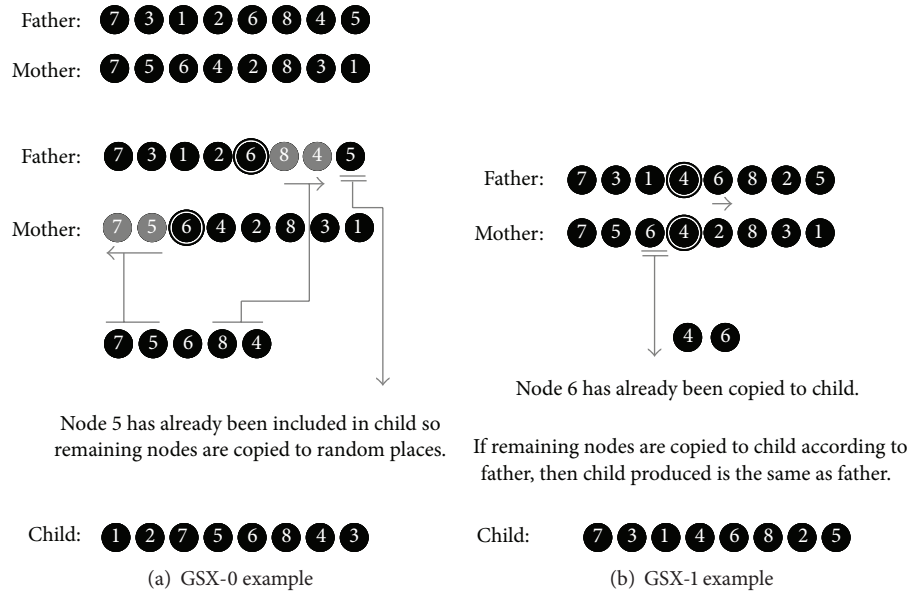 Father: 7 3 1 2 6 8 4 5
Mother: 7 5 6 4 2 8 3 1
Father: 7 3 1 2 6 8 4 5
Mother: 7 5 6 4 2 8 3 1
7 5 6 8 4
Node 5 has already been included in child so
remaining nodes are copied to random places.
Child: 1 2 7 5 6 8 4 3
(a) GSX-0 example
Father: 7 3 1 4 6 8 2 5
Mother: 7 5 6 4 2 8 3 1
4 6
Node 6 has already been copied to child.
If remaining nodes are copied to child according to
father, then child produced is the same as father.
Child: 7 3 1 4 6 8 2 5
(b) GSX-1 example